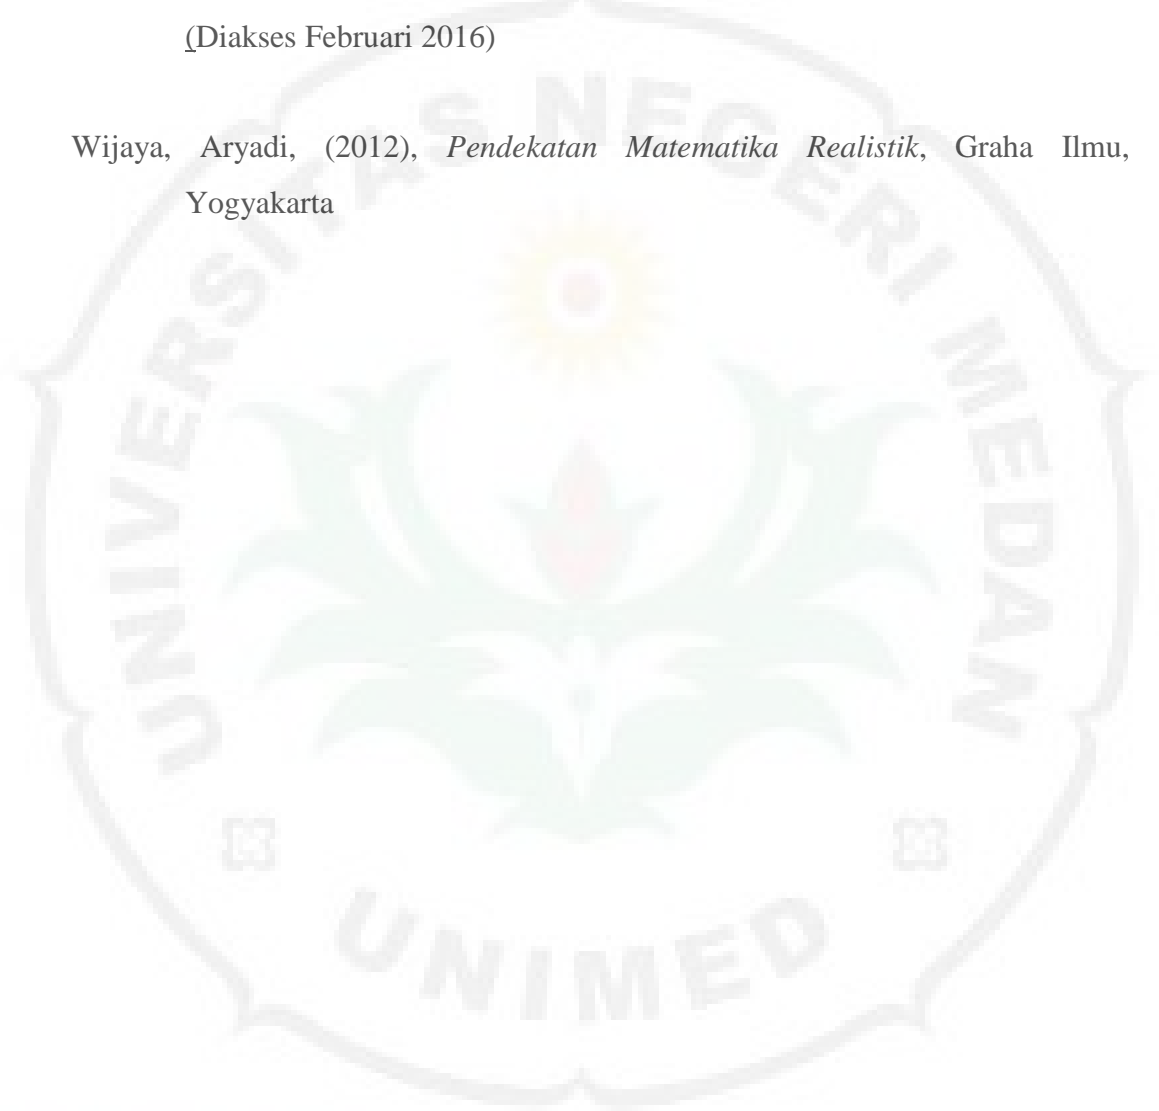 (Diakses Februari 2016)
Wijaya, Aryadi, (2012), Pendekatan Matematika Realistik, Graha Ilmu,
Yogyakarta
UNIVERSITAS NEGERI MEDAN
UNIMED